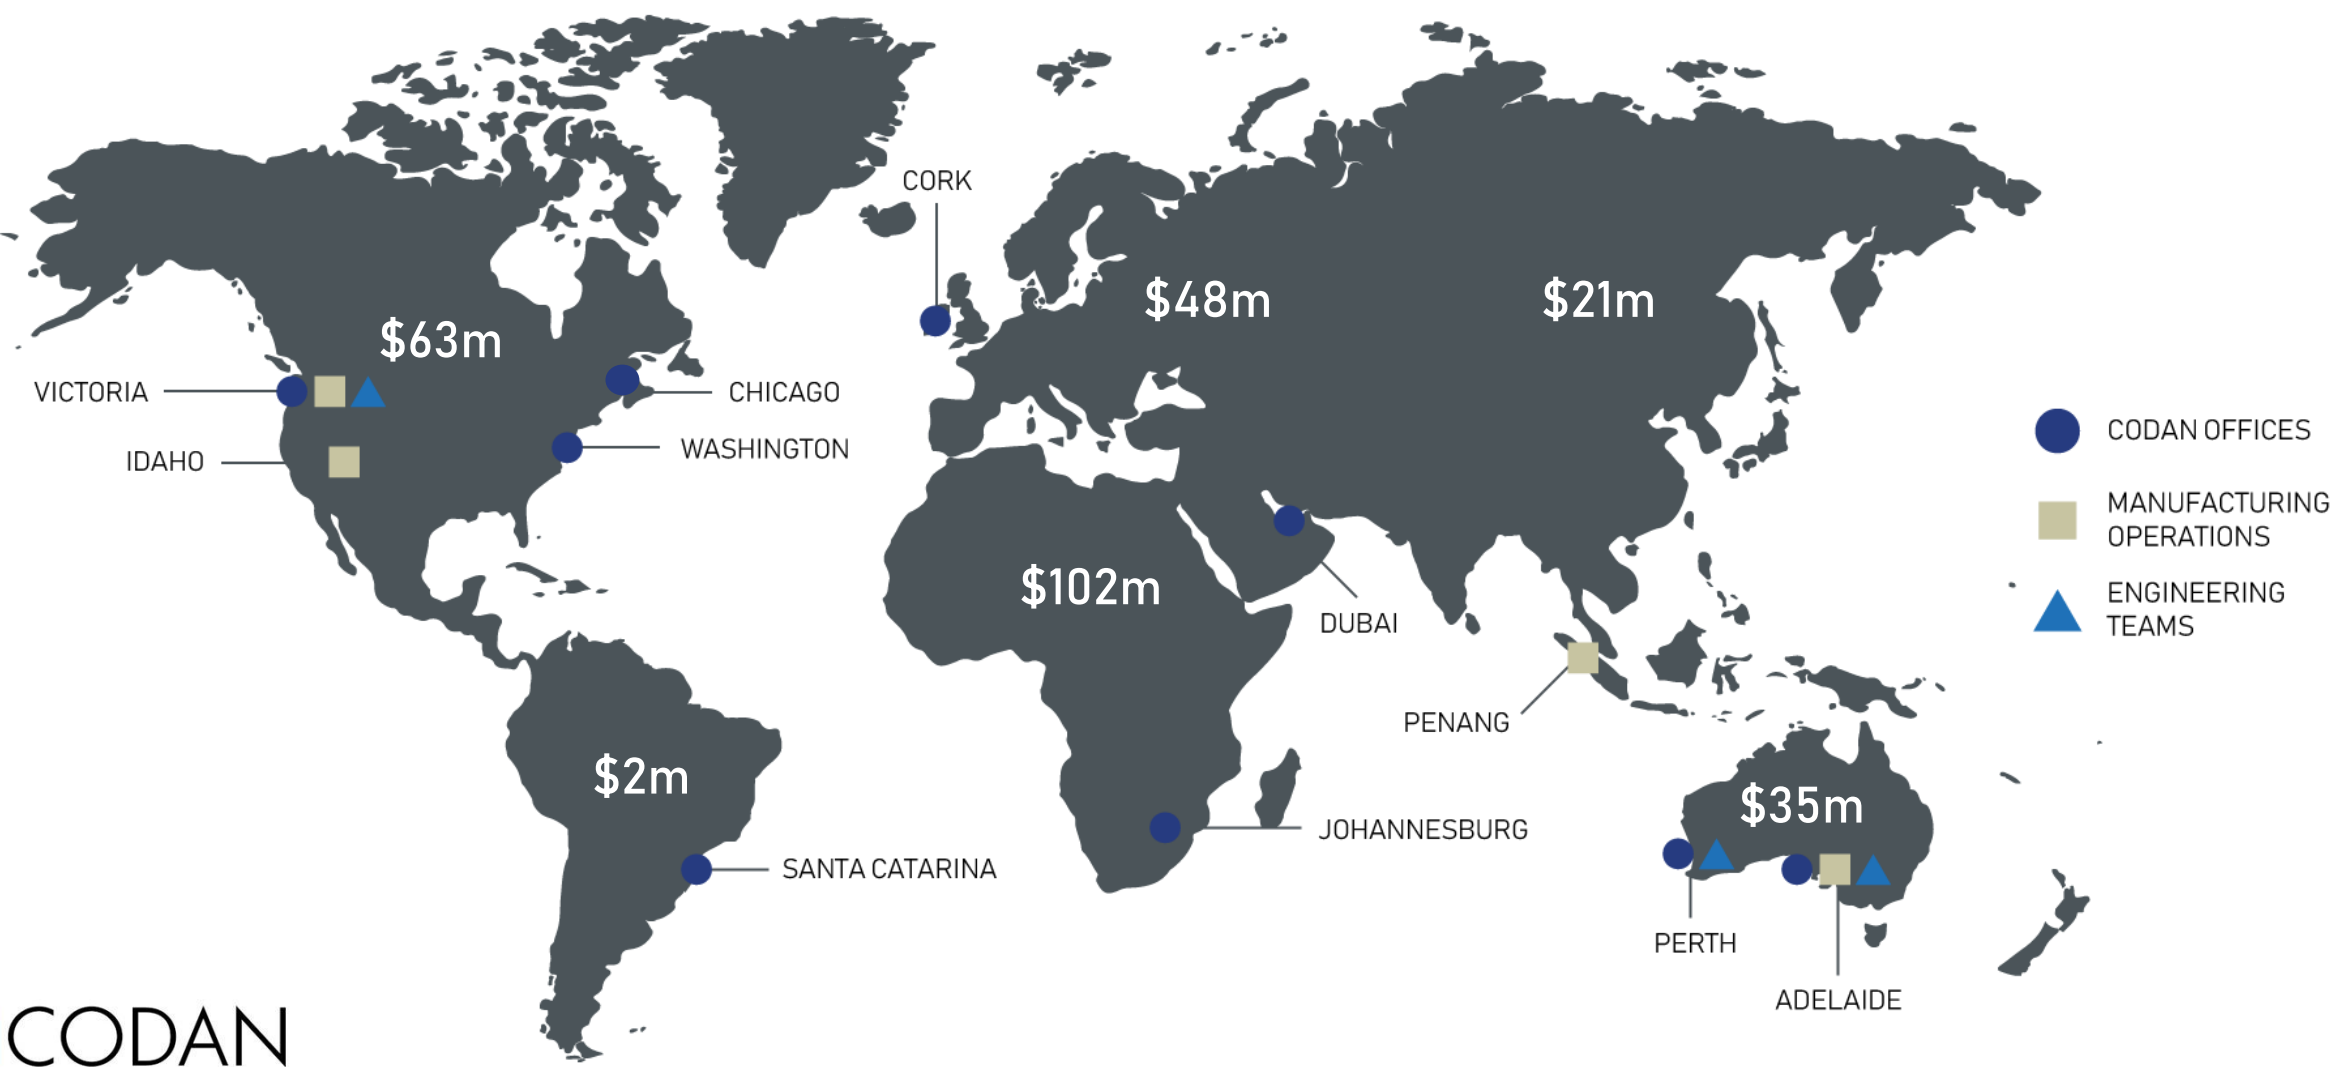 CORK
$48m
$21m
$63m
VICTORIA
CHICAGO
WASHINGTON
IDAHO
CODAN OFFICES
MANUFACTURING
OPERATIONS
ENGINEERING
TEAMS
$102m
DUBAI
PENANG
$2m
$35m
JOHANNESBURG
SANTA CATARINA
PERTH
ADELAIDE
CODAN